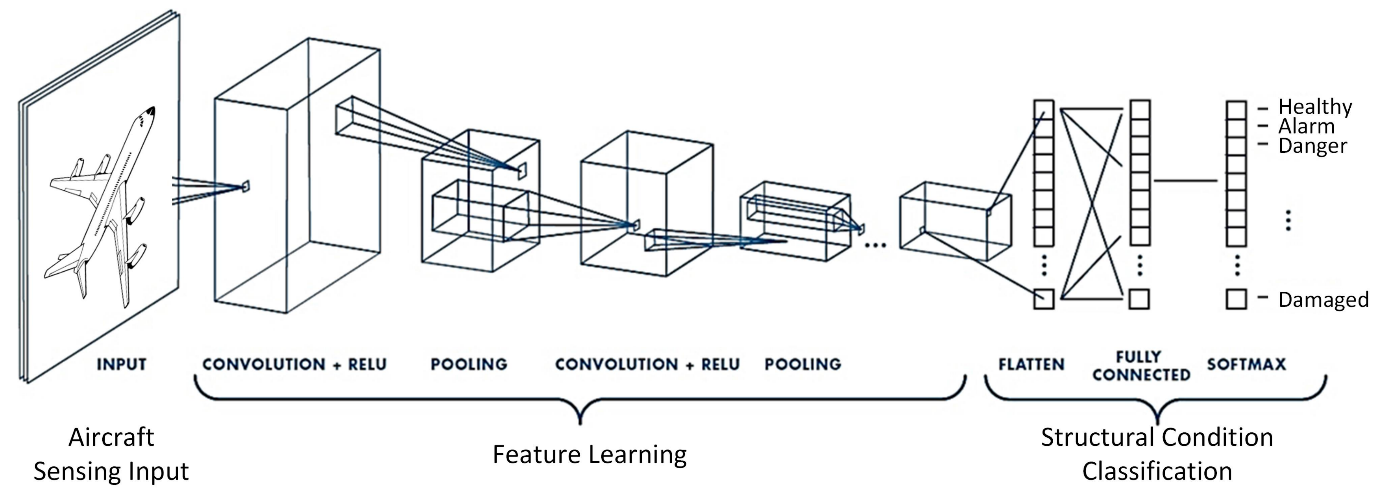 Healthy
Alarm
Danger
Damaged
INPUT
CONVOLUTION + RELU
POOLING
CONVOLUTION + RELU
POOLING
FLATTEN
FULLY
CONNECTED
SOFTMAX
Aircraft
Sensing Input
Feature Learning
Structural Condition
Classification